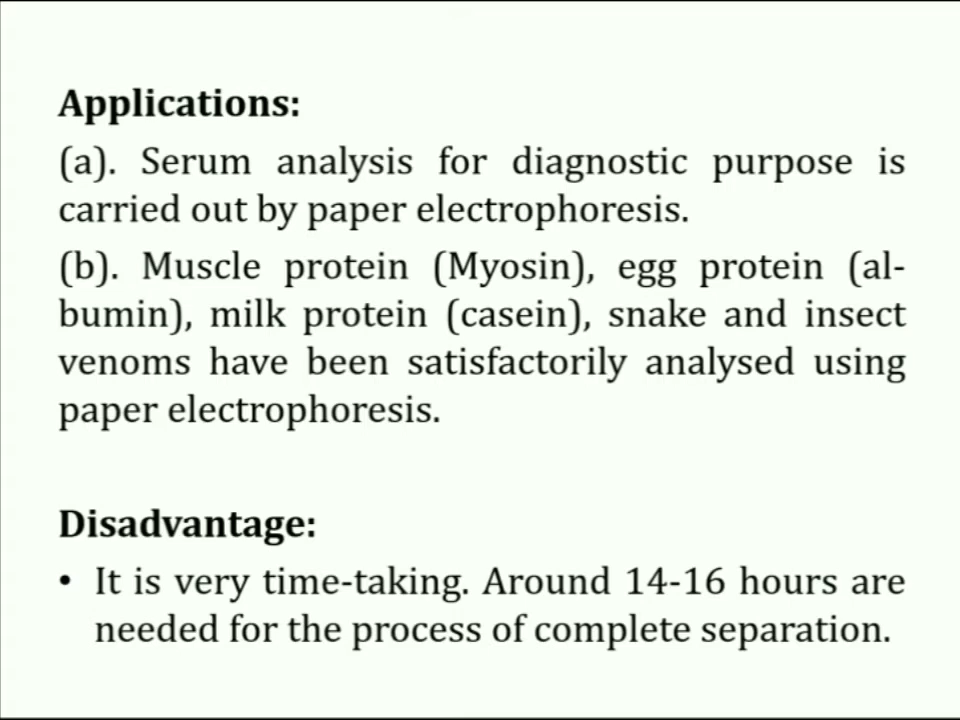 Applications:
(a). Serum analysis for diagnostic purpose is
carried out by paper electrophoresis.
(b). Muscle protein (Myosin), egg protein (al-
bumin), milk protein (casein), snake and insect
venoms have been satisfactorily analysed using
paper electrophoresis.
Disadvantage:
• It is very time-taking. Around 14-16 hours are
needed for the process of complete separation.